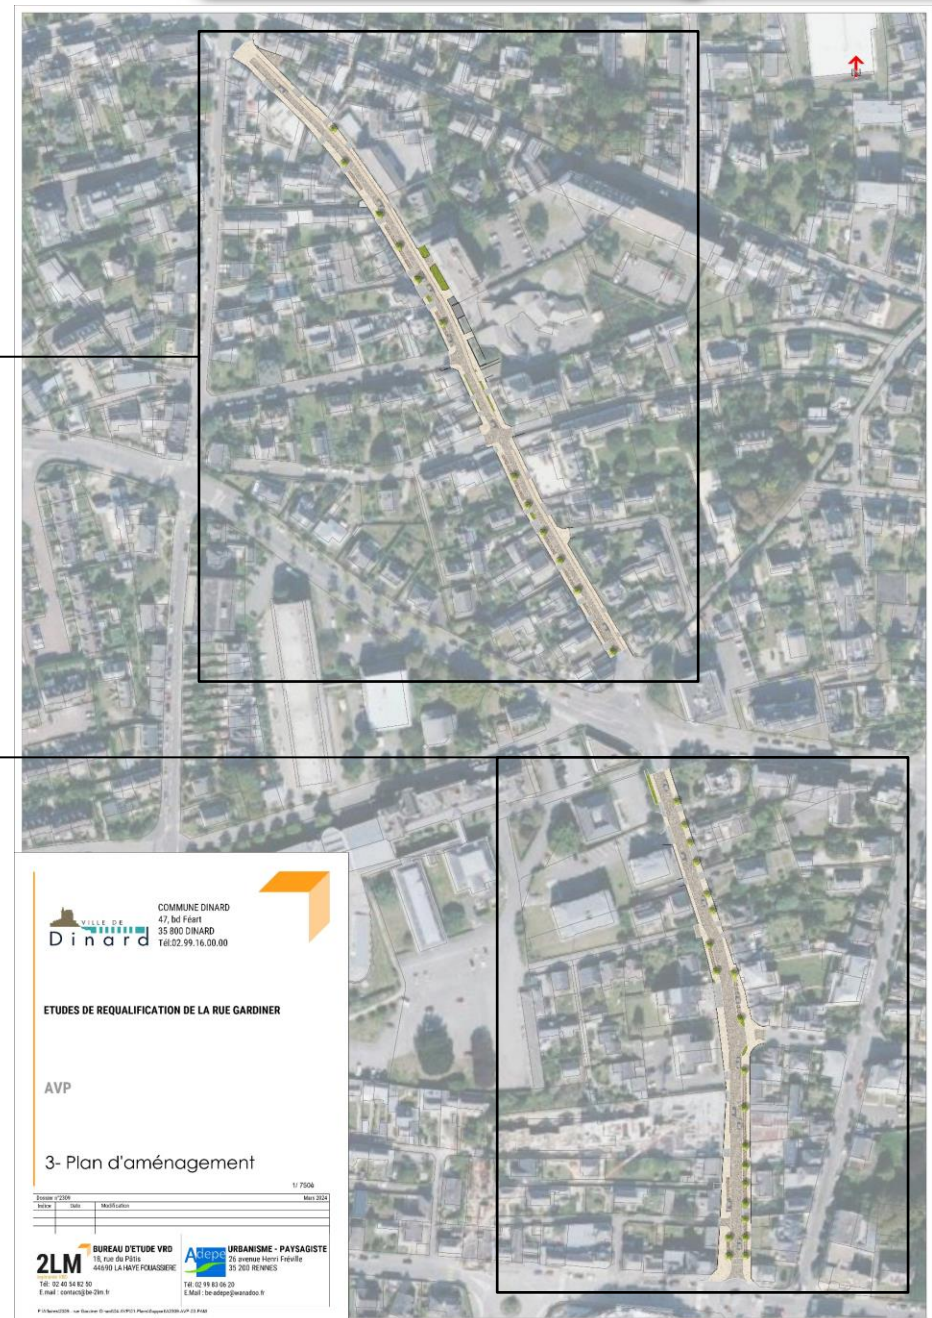 VILLE DE
Dinard
COMMUNE DINARD
47, bd Féart
35 800 DINARD
Tél:02.99.16.00.00
ETUDES DE REQUALIFICATION DE LA RUE GARDINER
AVP
3- Plan d'aménagement
Dossier n°2309
Mars 2024
Indice
Date
Modification
2LM
BUREAU D'ETUDE VRD
18, rue du Pâtis
44690 LA HAYE FOUASSIERE
Tél: 02 40 54 82 50
E.mail : contact@be-2lm.fr
Adepe
URBANISME - PAYSAGISTE
26 avenue Henri Fréville
35 200 RENNES
Tél: 02 99 83 06 20
E.Mail : be-adepe@wanadoo.fr